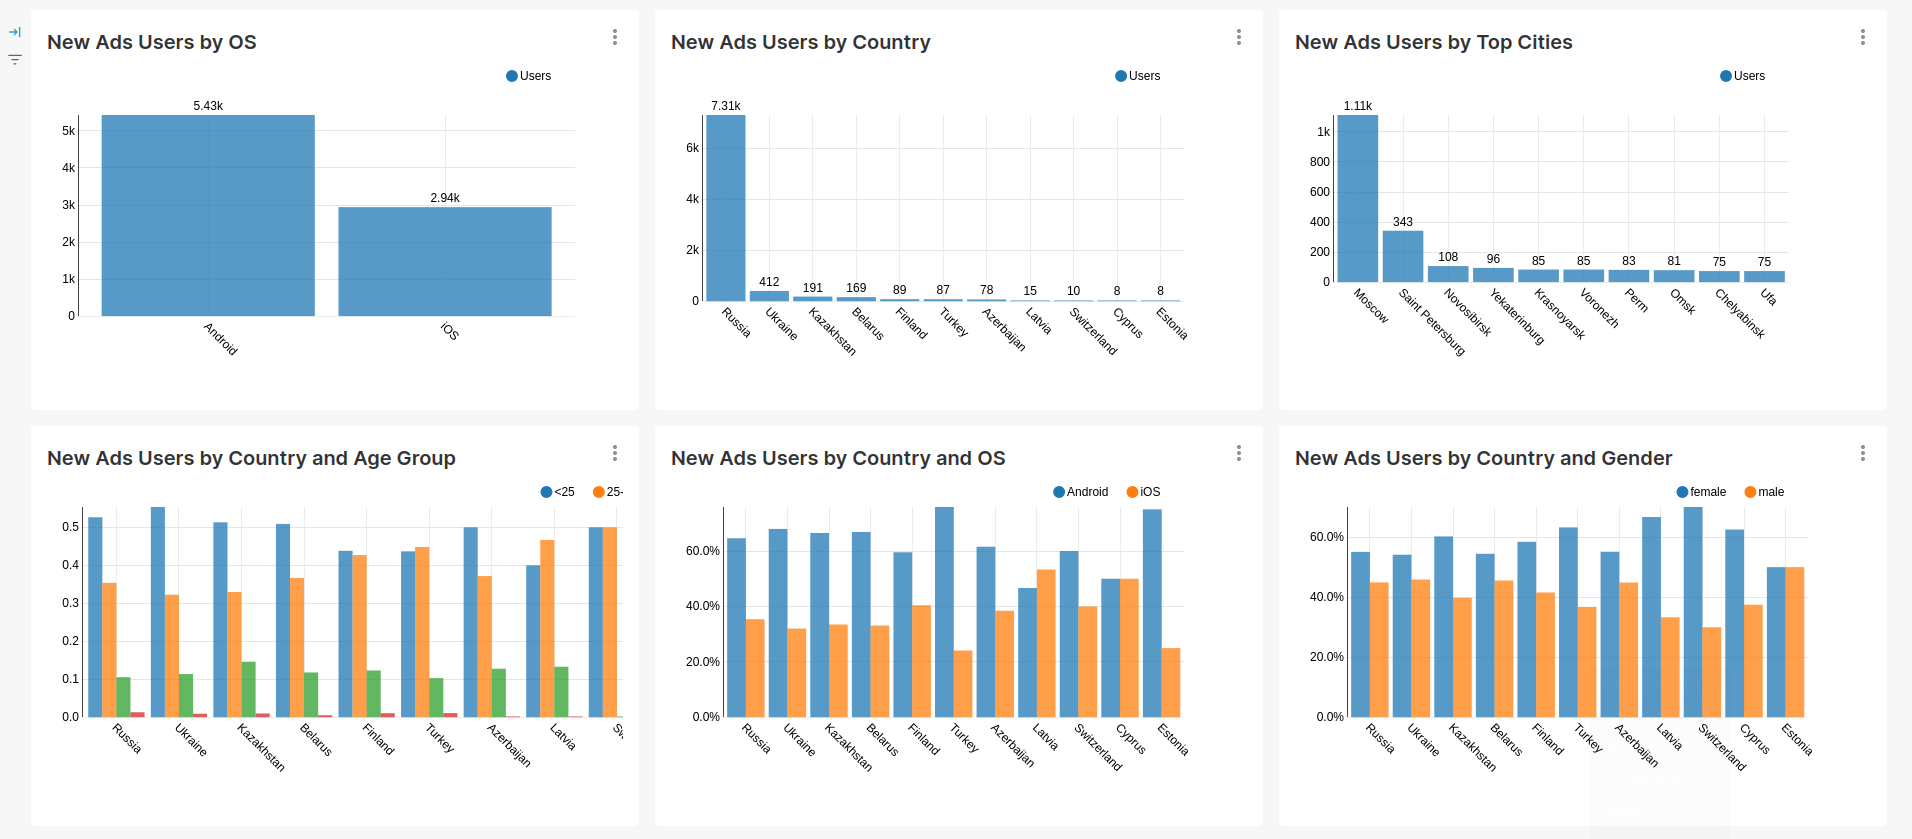 New Ads Users by OS
Users
5.43k
2.94k
5k
4k
3k
2k
1k
0
Android
iOS
New Ads Users by Country
Users
7.31k
412
191
169
89
87
78
15
10
8
8
6k
4k
2k
0
Russia
Ukraine
Kazakhstan
Belarus
Finland
Turkey
Azerbaijan
Latvia
Switzerland
Cyprus
Estonia
New Ads Users by Top Cities
Users
1.11k
343
108
96
85
85
83
81
75
75
1k
800
600
400
200
0
Moscow
Saint Petersburg
Novosibirsk
Yekaterinburg
Krasnoyarsk
Voronezh
Perm
Omsk
Chelyabinsk
Ufa
New Ads Users by Country and Age Group
<25
25-
0.5
0.4
0.3
0.2
0.1
0.0
Russia
Ukraine
Kazakhstan
Belarus
Finland
Turkey
Azerbaijan
Latvia
New Ads Users by Country and OS
Android
iOS
60.0%
40.0%
20.0%
0.0%
Russia
Ukraine
Kazakhstan
Belarus
Finland
Turkey
Azerbaijan
Latvia
Switzerland
Cyprus
Estonia
New Ads Users by Country and Gender
female
male
60.0%
40.0%
20.0%
0.0%
Russia
Ukraine
Kazakhstan
Belarus
Finland
Turkey
Azerbaijan
Latvia
Switzerland
Cyprus
Estonia